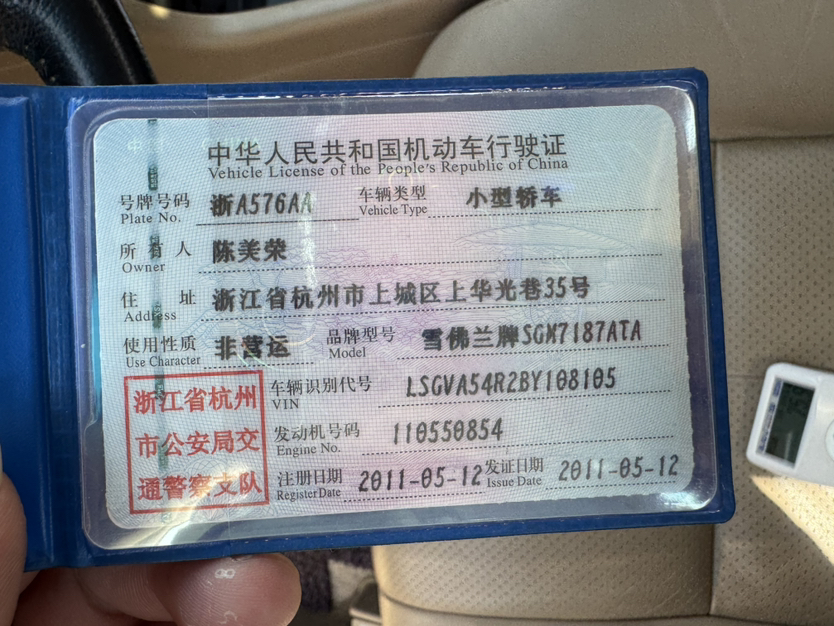 中华人民共和国机动车行驶证
Vehicle License of the People's Republic of China
号牌号码 浙A576AA 车辆类型 小型轿车
Plate No. Vehicle Type
所有人 陈美荣
Owner
住址 浙江省杭州市上城区上华光巷35号
Address
使用性质 非营运 品牌型号 雪佛兰牌SGM7187ATA
Use Character Model
浙江省杭州
市公安局交
通警察支队
车辆识别代号 LSGVA54R2BY108105
VIN
发动机号码 110550854
Engine No.
注册日期 2011-05-12 发证日期 2011-05-12
Register Date Issue Date